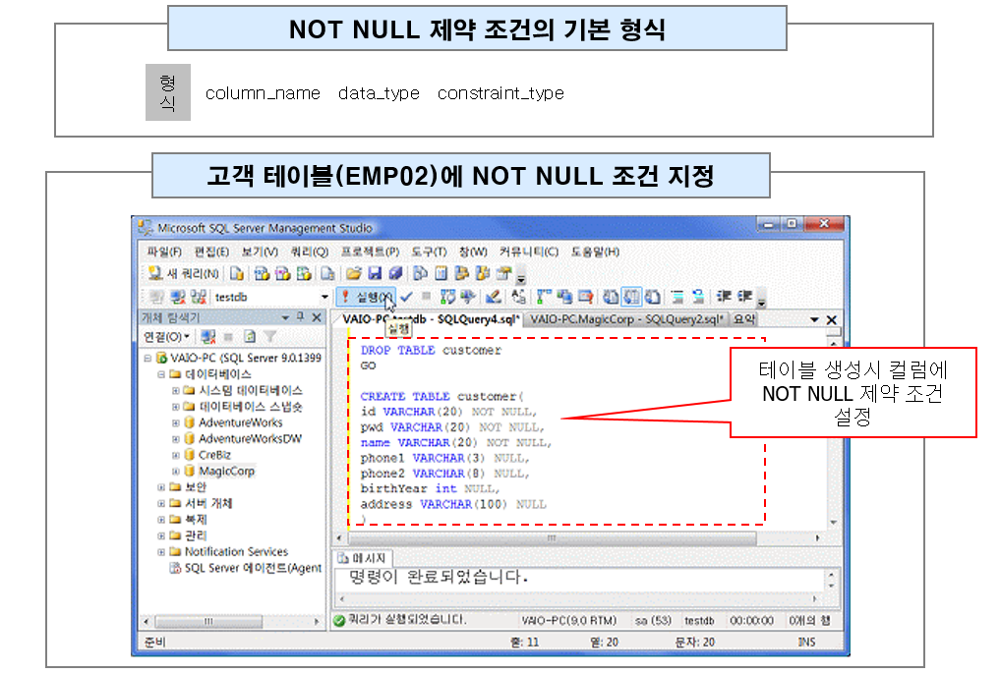 NOT NULL 제약 조건의 기본 형식
형식
column_name data_type constraint_type
고객 테이블(EMP02)에 NOT NULL 조건 지정
Microsoft SQL Server Management Studio
파일(F) 편집(E) 보기(V) 쿼리(Q) 프로젝트(P) 도구(T) 창(W) 커뮤니티(C) 도움말(H)
새 쿼리(N)
testdb
실행(X)
개체 탐색기
VAIO-PC.testdb - SQLQuery4.sql*
VAIO-PC.MagicCorp - SQLQuery2.sql*
요약
실행
연결(O)
VAIO-PC (SQL Server 9.0.1399
데이터베이스
시스템 데이터베이스
데이터베이스 스냅숏
AdventureWorks
AdventureWorksDW
CreBiz
MagicCorp
보안
서버 개체
복제
관리
Notification Services
SQL Server 에이전트(Agent
DROP TABLE customer
GO
CREATE TABLE customer(
id VARCHAR(20) NOT NULL,
pwd VARCHAR(20) NOT NULL,
name VARCHAR(20) NOT NULL,
phone1 VARCHAR(3) NULL,
phone2 VARCHAR(8) NULL,
birthYear int NULL,
address VARCHAR(100) NULL
)
테이블 생성시 컬럼에
NOT NULL 제약 조건
설정
메시지
명령이 완료되었습니다.
쿼리가 실행되었습니다.
VAIO-PC(9,0 RTM)
sa (53)
testdb
00:00:00
0개의 행
준비
줄: 11
열: 20
문자: 20
INS